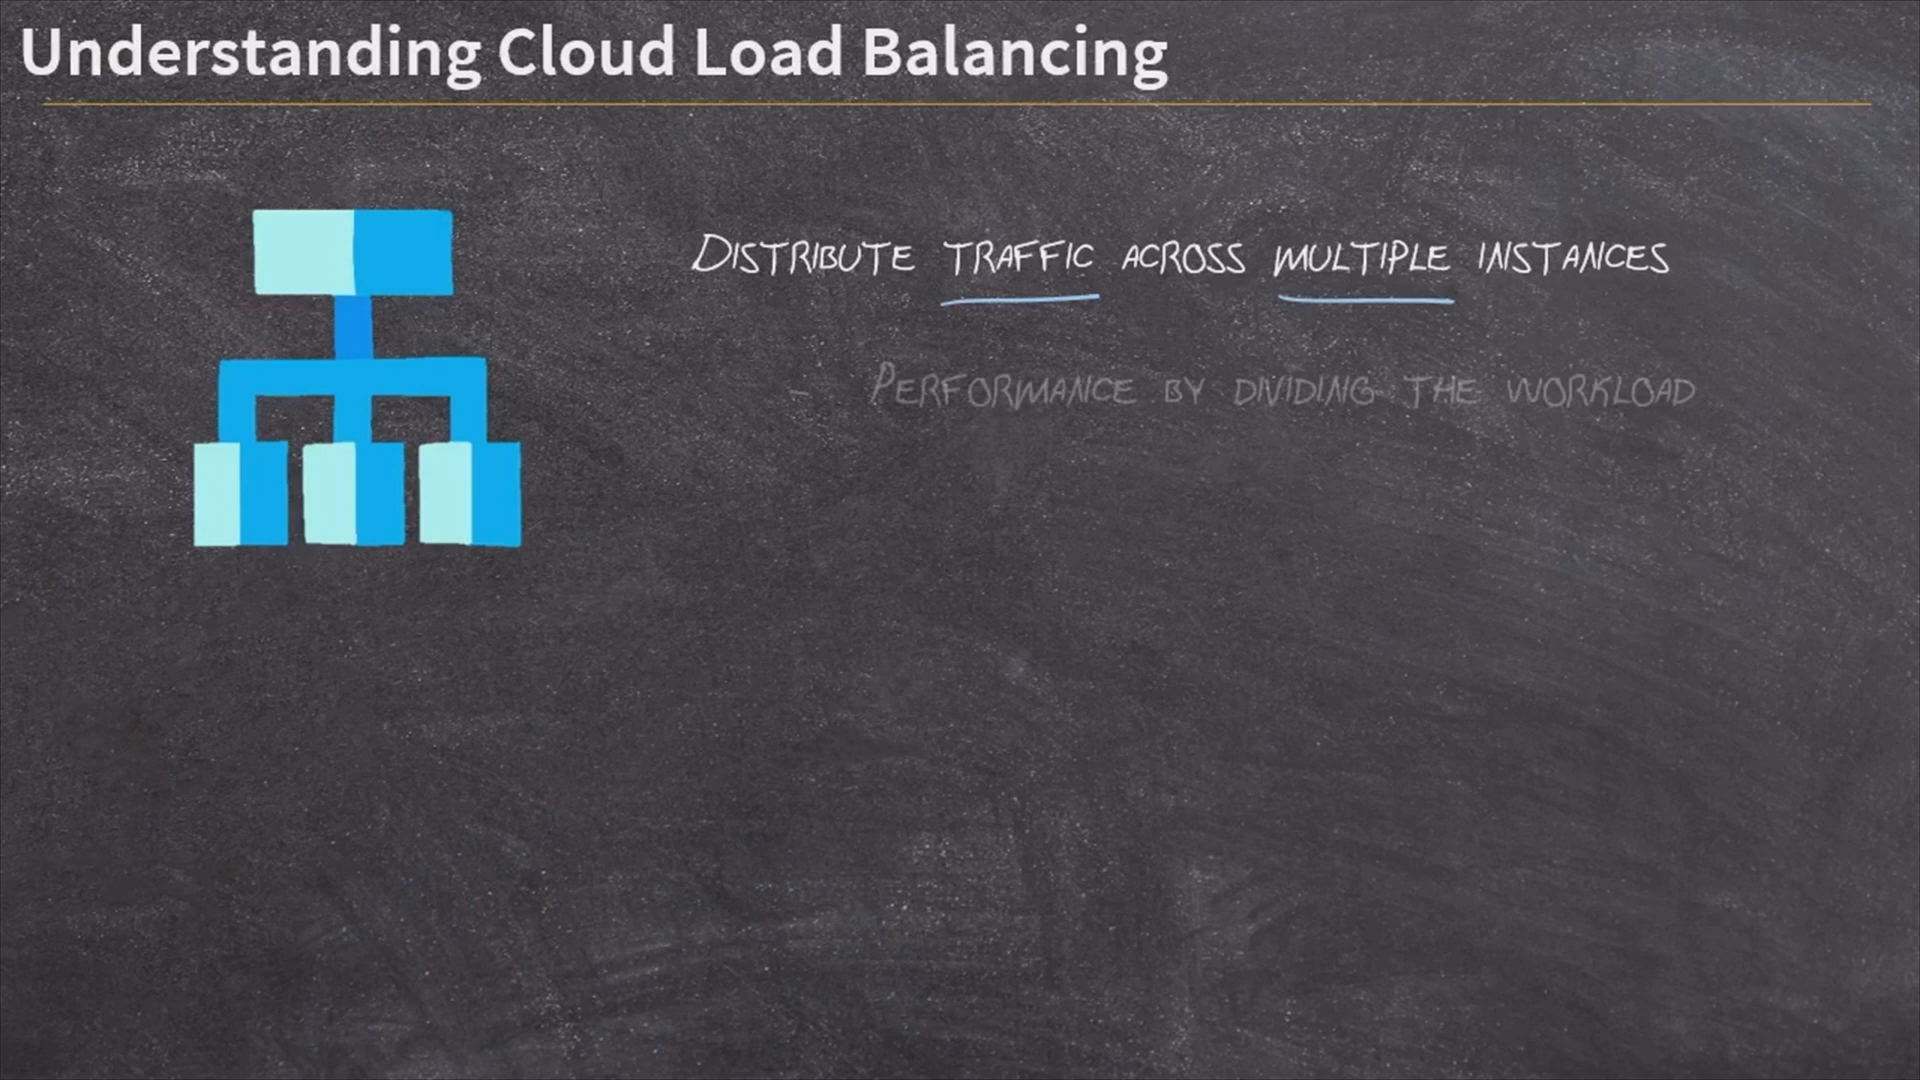 Understanding Cloud Load Balancing
DISTRIBUTE TRAFFIC ACROSS MULTIPLE INSTANCES
- PERFORMANCE BY DIVIDING THE WORKLOAD